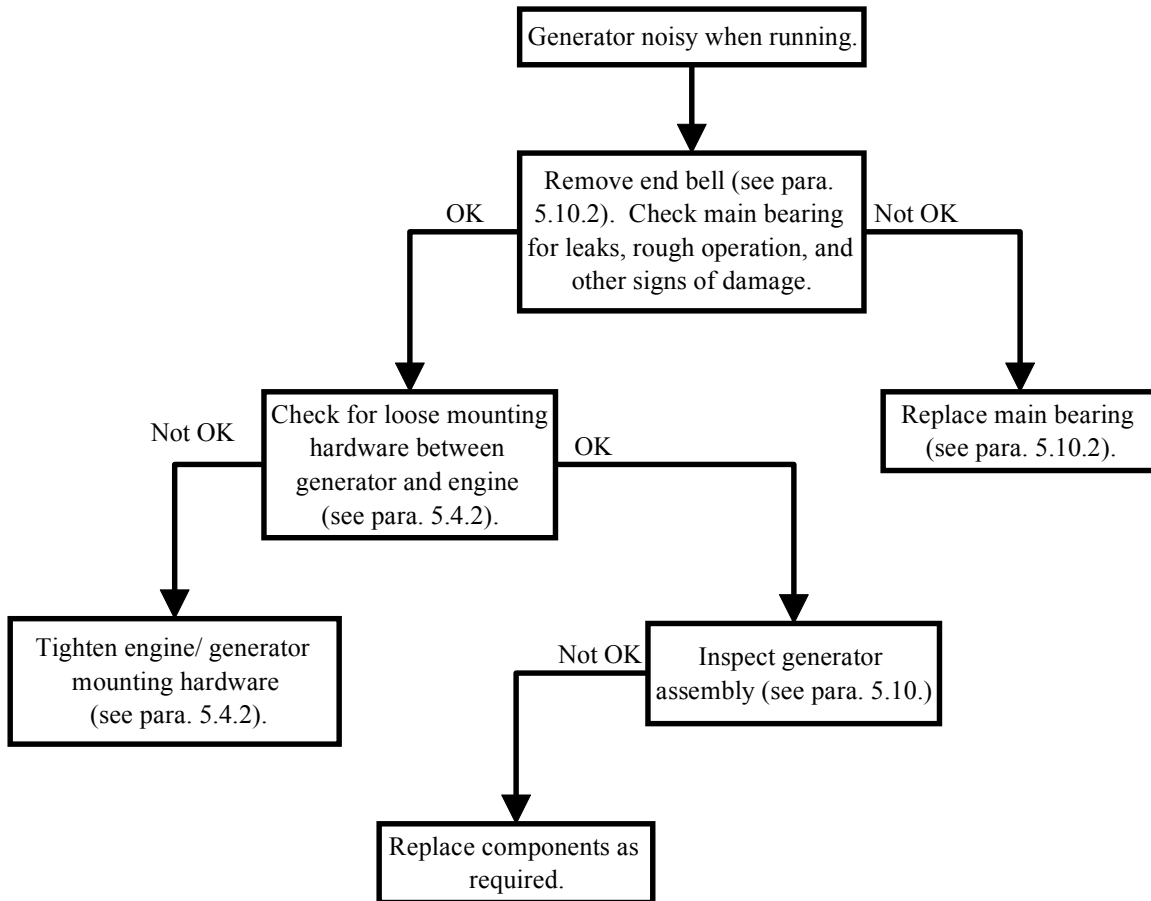 Generator noisy when running.
Remove end bell (see para.
5.10.2). Check main bearing
for leaks, rough operation, and
other signs of damage.
OK
Not OK
Check for loose mounting
hardware between
generator and engine
(see para. 5.4.2).
Replace main bearing
(see para. 5.10.2).
Not OK
OK
Tighten engine/ generator
mounting hardware
(see para. 5.4.2).
Inspect generator
assembly (see para. 5.10.)
Not OK
Replace components as
required.